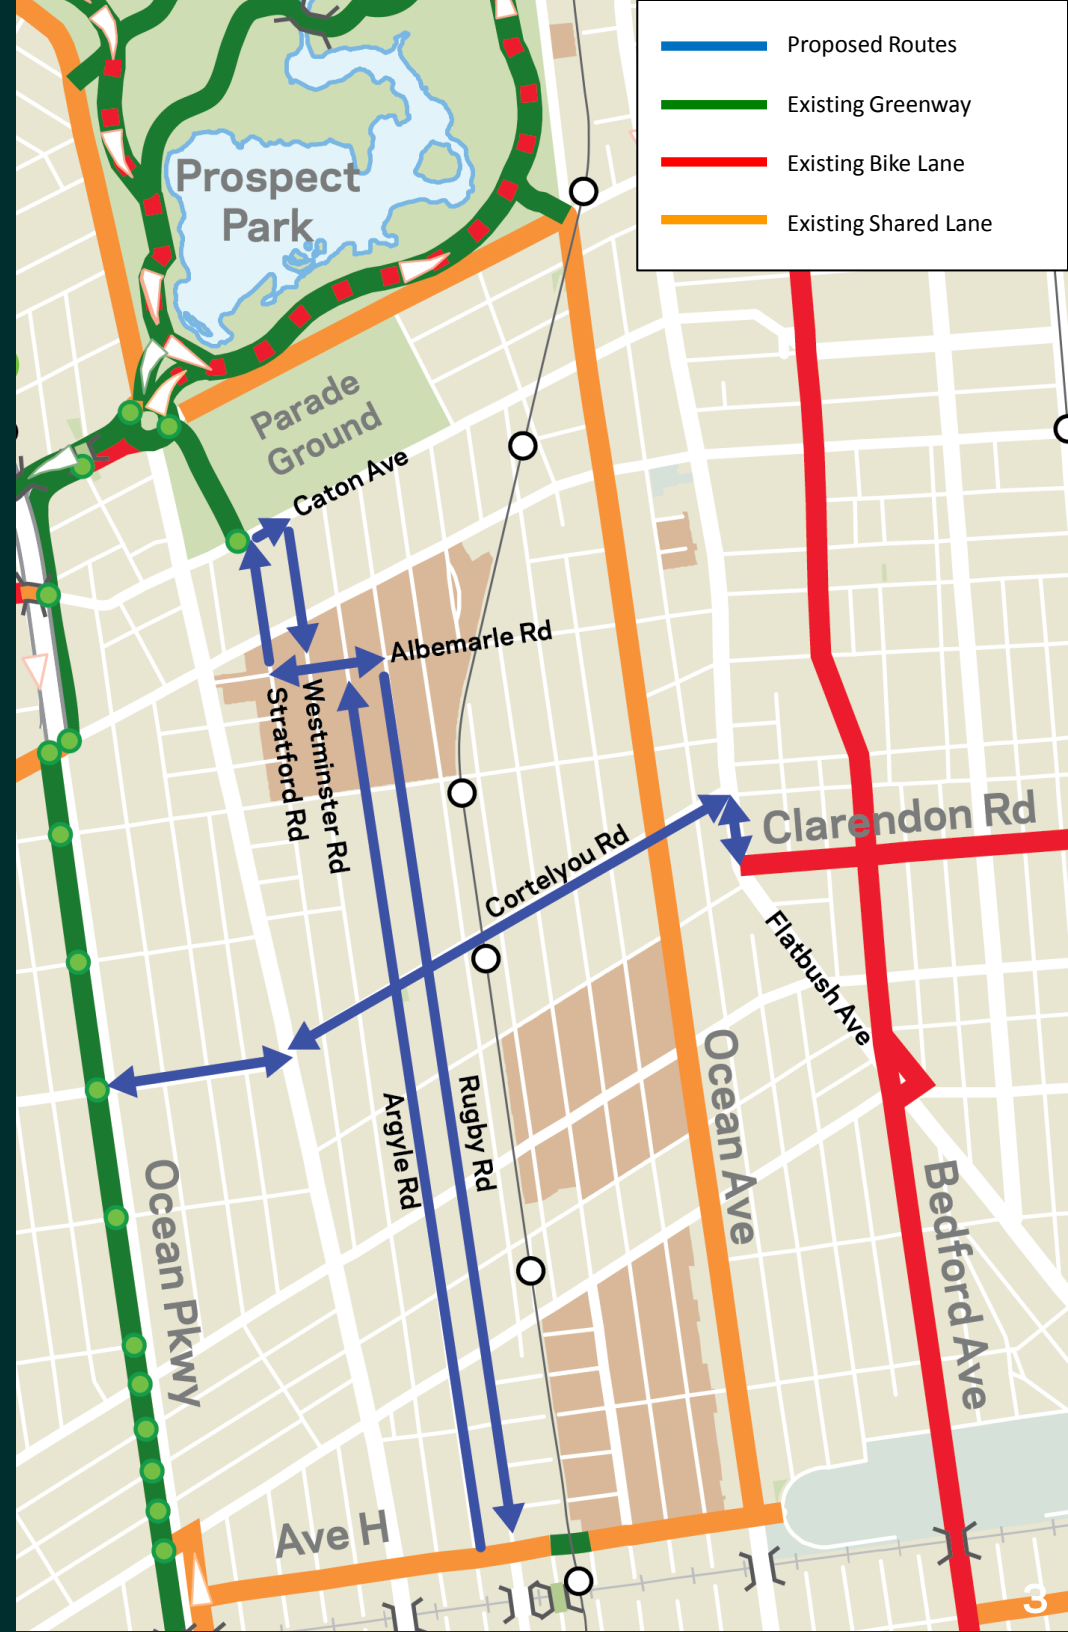 Proposed Routes
Existing Greenway
Existing Bike Lane
Existing Shared Lane
Prospect
Park
Parade
Ground
Caton Ave
Albemarle Rd
Westminster Rd
Stratford Rd
Clarendon Rd
Cortelyou Rd
Flatbush Ave
Ocean Ave
Rugby Rd
Argyle Rd
Ocean Pkwy
Bedford Ave
Ave H
3